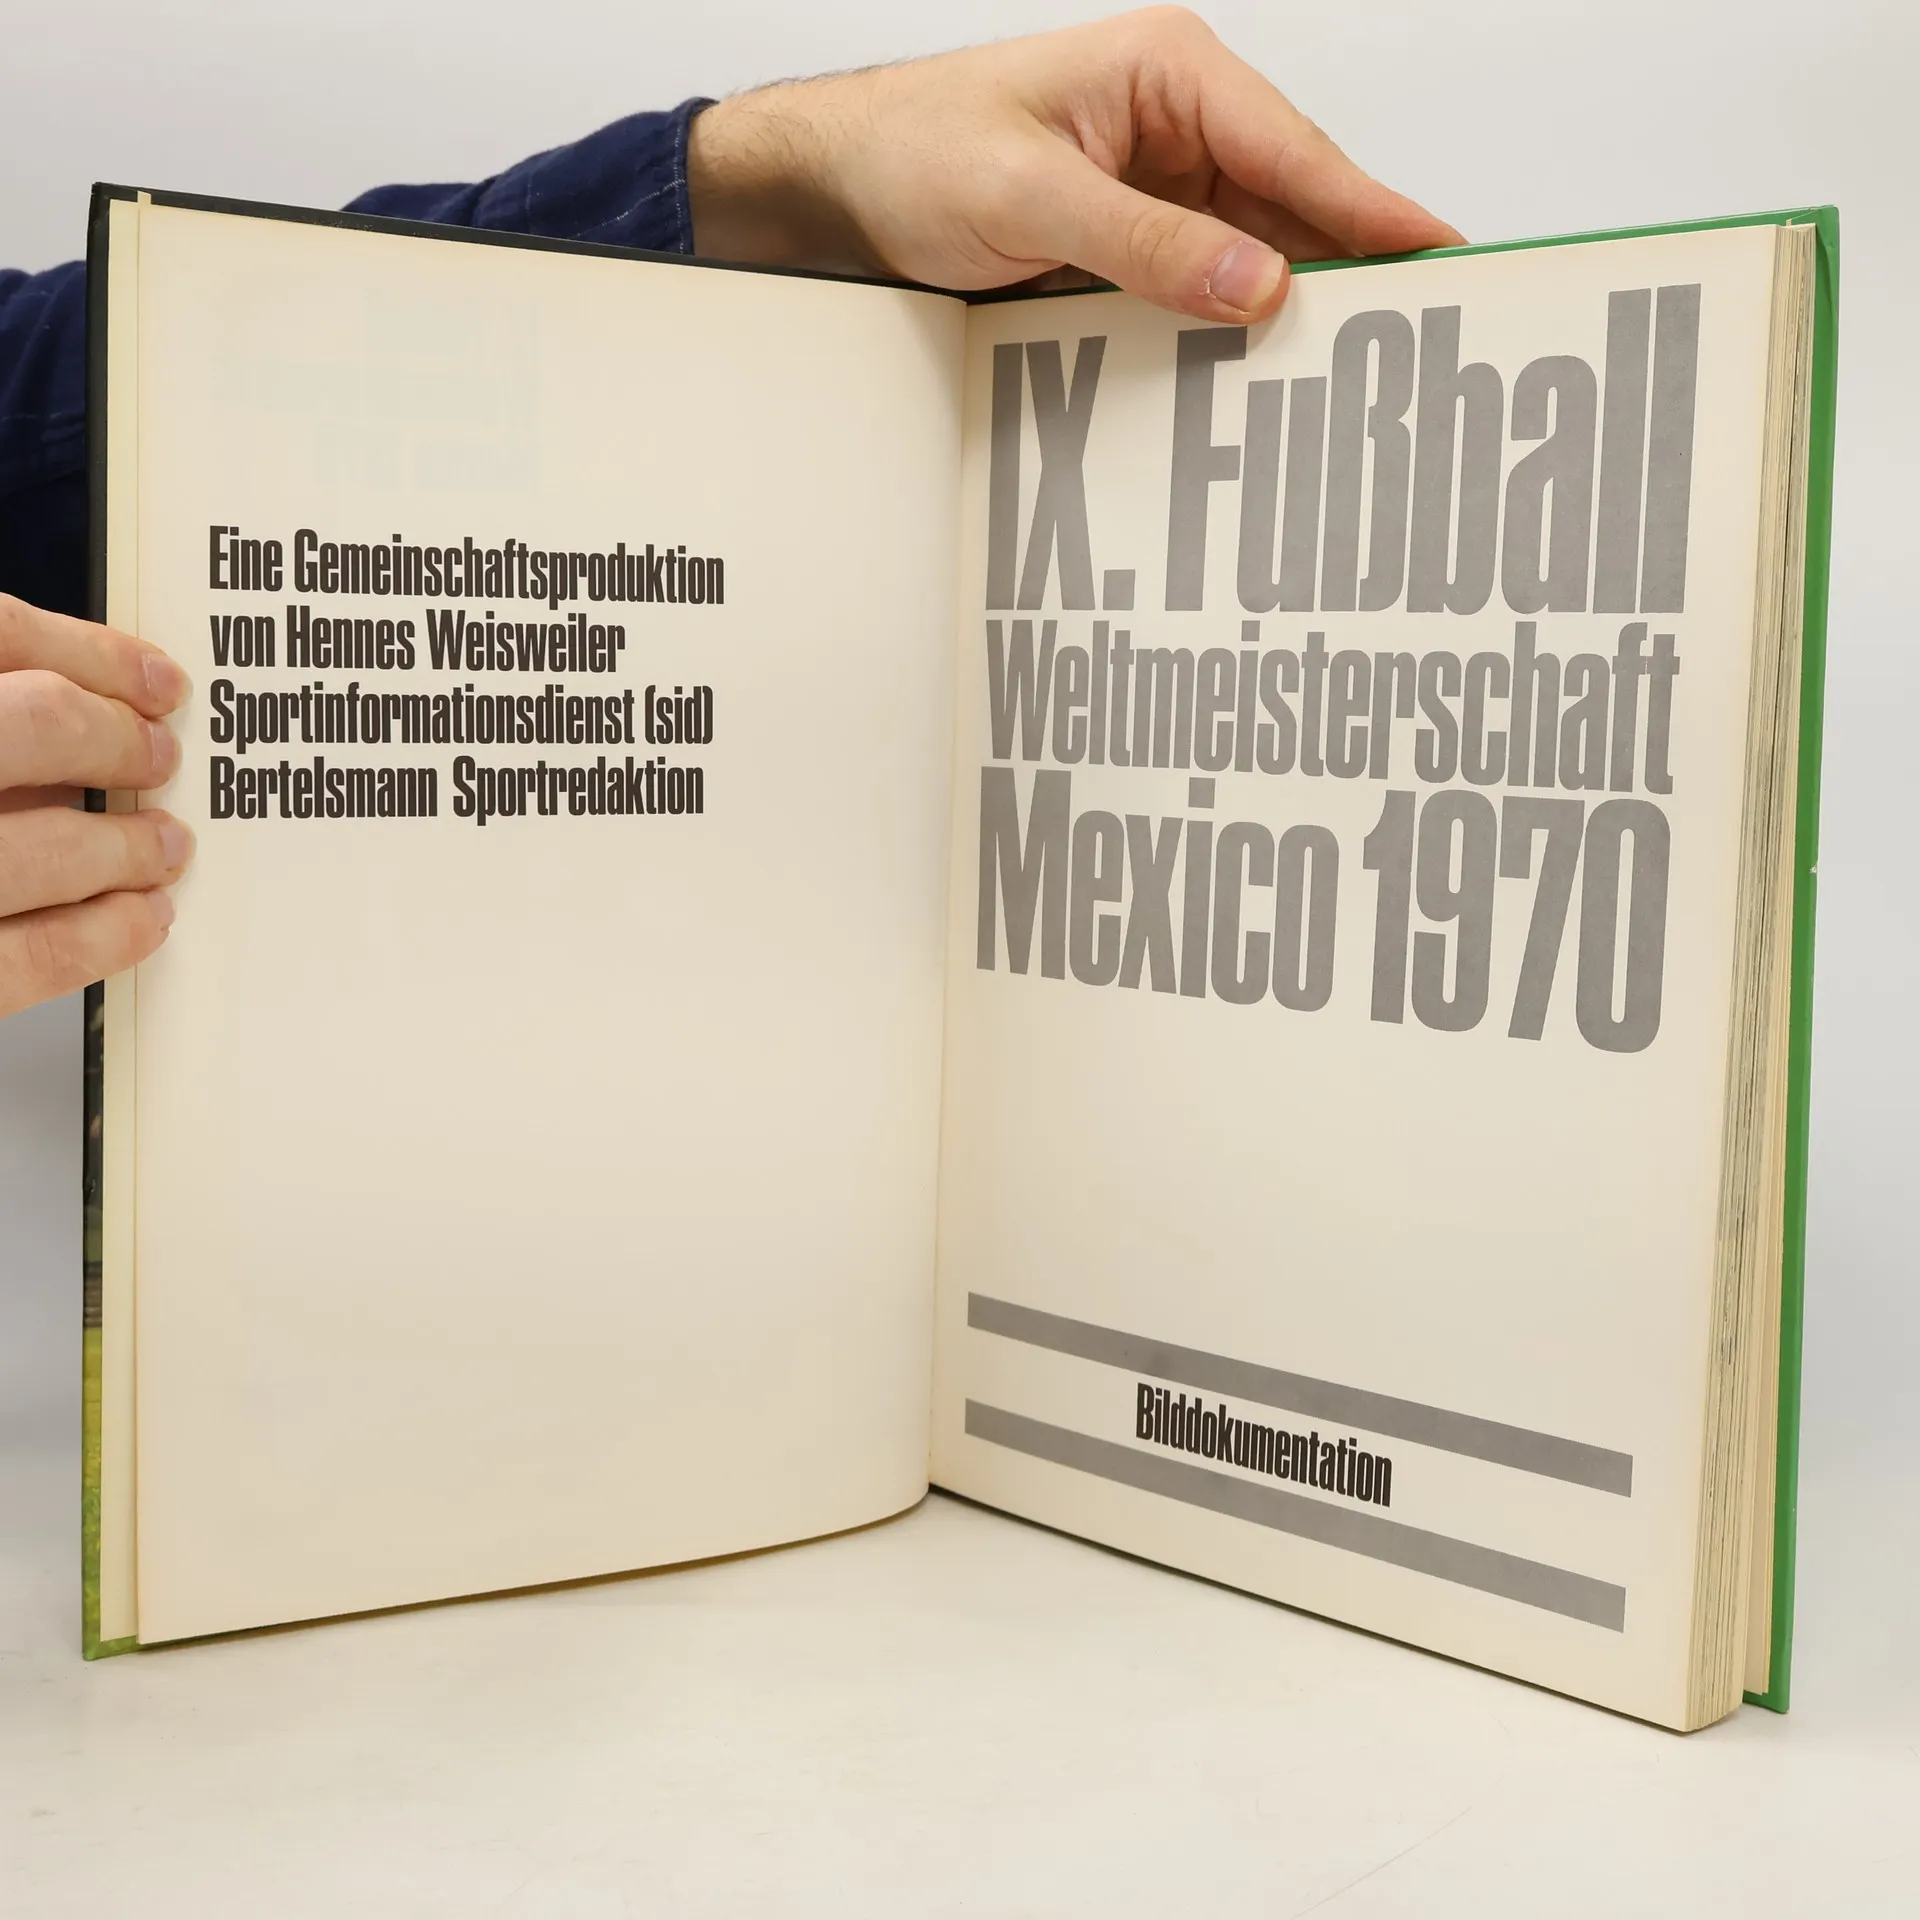 Eine Gemeinschaftsproduktion
von Hennes Weisweiler
Sportinformationsdienst (sid)
Bertelsmann Sportredaktion
IX. Fußball
Weltmeisterschaft
Mexico 1970
Bilddokumentation